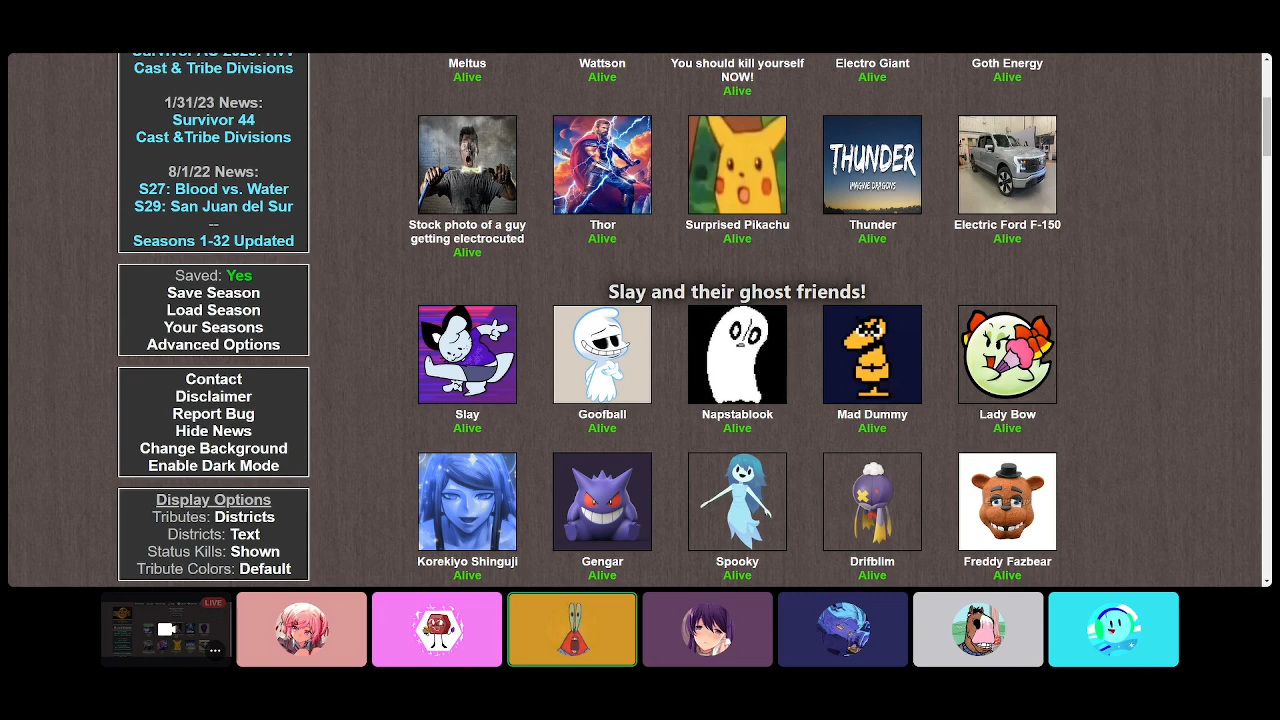 Survivor AU 2023: HvV
Cast & Tribe Divisions
1/31/23 News:
Survivor 44
Cast &Tribe Divisions
8/1/22 News:
S27: Blood vs. Water
S29: San Juan del Sur
--
Seasons 1-32 Updated
Saved: Yes
Save Season
Load Season
Your Seasons
Advanced Options
Contact
Disclaimer
Report Bug
Hide News
Change Background
Enable Dark Mode
Display Options
Tributes: Districts
Districts: Text
Status Kills: Shown
Tribute Colors: Default
Meltus
Alive
Wattson
Alive
You should kill yourself
NOW!
Alive
Electro Giant
Alive
Goth Energy
Alive
THUNDER
IMAGINE DRAGONS
Stock photo of a guy
getting electrocuted
Alive
Thor
Alive
Surprised Pikachu
Alive
Thunder
Alive
Electric Ford F-150
Alive
Slay and their ghost friends!
Slay
Alive
Goofball
Alive
Napstablook
Alive
Mad Dummy
Alive
Lady Bow
Alive
Korekiyo Shinguji
Alive
Gengar
Alive
Spooky
Alive
Drifblim
Alive
Freddy Fazbear
Alive
LIVE